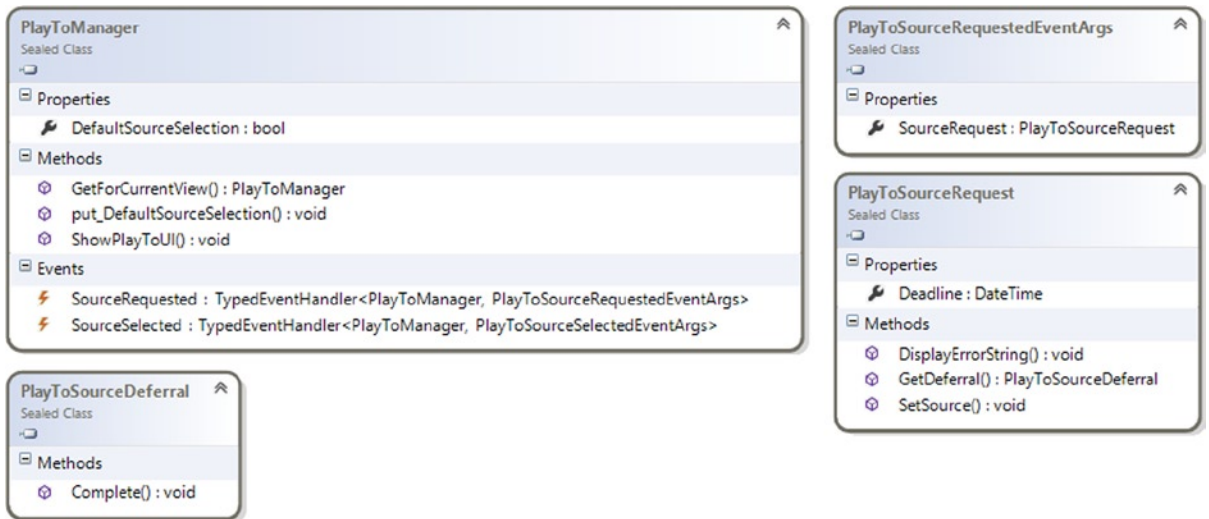 PlayToManager
Sealed Class
Properties
DefaultSourceSelection : bool
Methods
GetForCurrentView() : PlayToManager
put_DefaultSourceSelection() : void
ShowPlayToUI() : void
Events
SourceRequested : TypedEventHandler<PlayToManager, PlayToSourceRequestedEventArgs>
SourceSelected : TypedEventHandler<PlayToManager, PlayToSourceSelectedEventArgs>
PlayToSourceRequestedEventArgs
Sealed Class
Properties
SourceRequest : PlayToSourceRequest
PlayToSourceRequest
Sealed Class
Properties
Deadline : DateTime
Methods
DisplayErrorString() : void
GetDeferral() : PlayToSourceDeferral
SetSource() : void
PlayToSourceDeferral
Sealed Class
Methods
Complete() : void